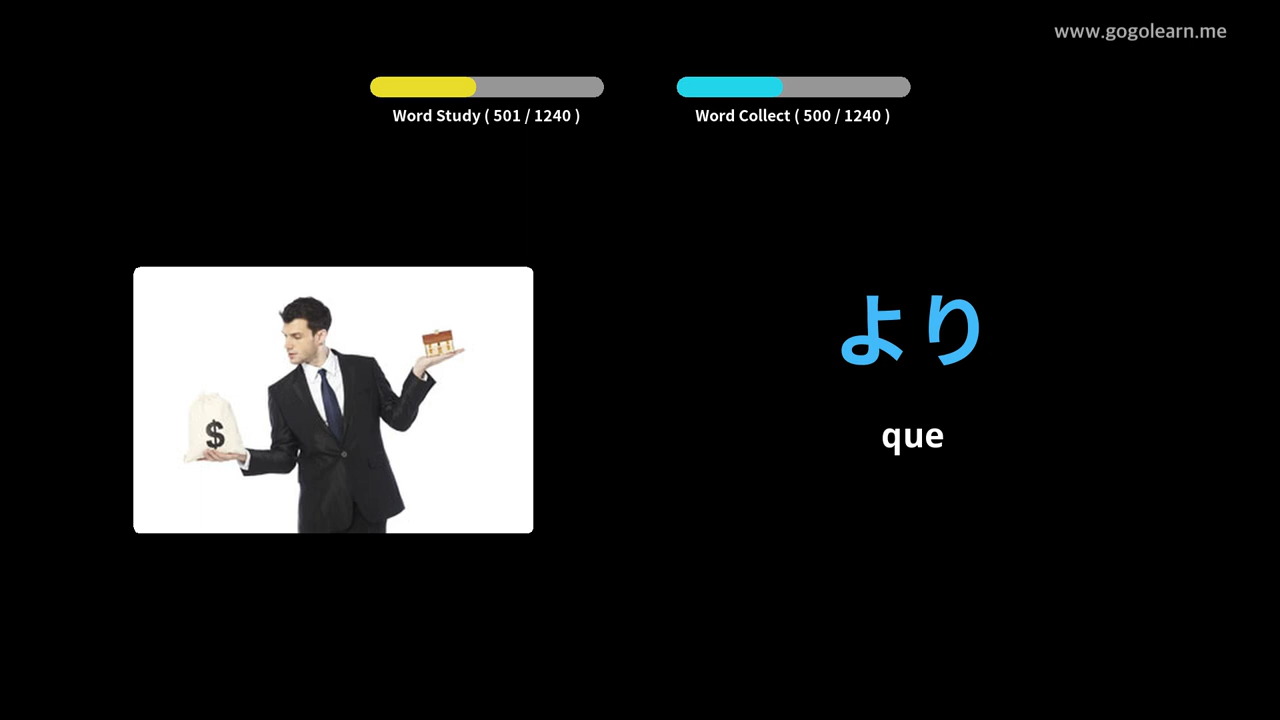 www.gogolearn.me
Word Study ( 501 / 1240 )
Word Collect ( 500 / 1240 )
$
より
que